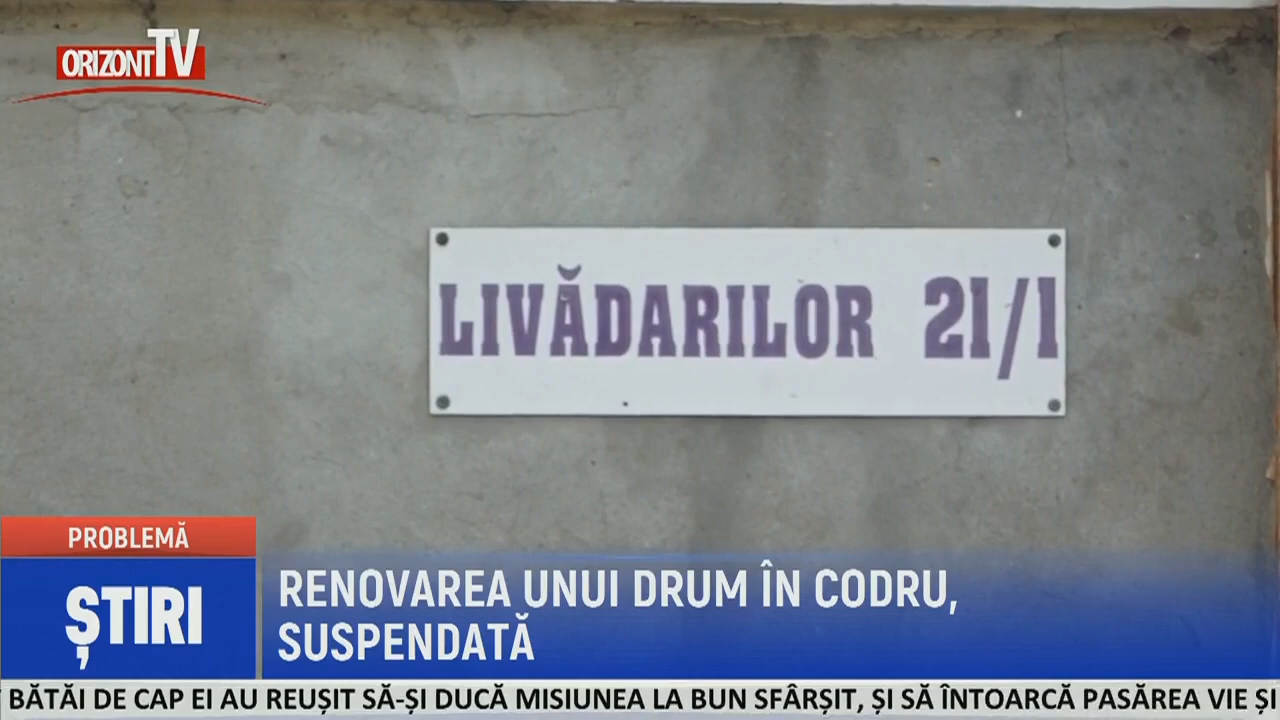 ORIZONT TV
LIVĂDARILOR 21/1
PROBLEMĂ
ȘTIRI
RENOVAREA UNUI DRUM ÎN CODRU,
SUSPENDATĂ
BĂTĂI DE CAP EI AU REUȘIT SĂ-ȘI DUCĂ MISIUNEA LA BUN SFÂRȘIT, ȘI SĂ ÎNTOARCĂ PASĂREA VIE ȘI